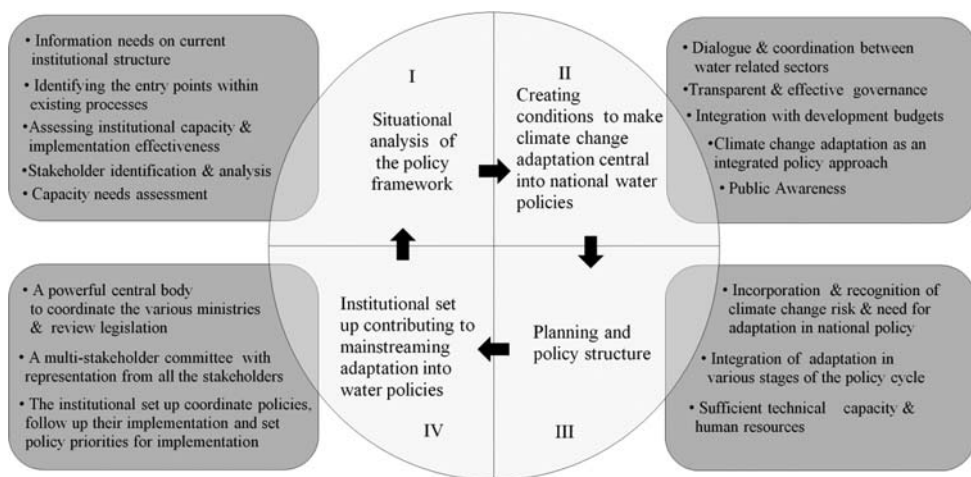 • Information needs on current
institutional structure
• Identifying the entry points within
existing processes
• Assessing institutional capacity &
implementation effectiveness
• Stakeholder identification & analysis
• Capacity needs assessment
I
Situational
analysis of
the policy
framework
II
Creating
conditions to make
climate change
adaptation central
into national water
policies
• Dialogue & coordination between
water related sectors
• Transparent & effective governance
• Integration with development budgets
• Climate change adaptation as an
integrated policy approach
• Public Awareness
• A powerful central body
to coordinate the various ministries
& review legislation
• A multi-stakeholder committee with
representation from all the stakeholders
• The institutional set up coordinate policies,
follow up their implementation and set
policy priorities for implementation
Institutional set
up contributing to
mainstreaming
adaptation into
water policies
IV
Planning and
policy structure
III
• Incorporation & recognition of
climate change risk & need for
adaptation in national policy
• Integration of adaptation in
various stages of the policy cycle
• Sufficient technical capacity &
human resources